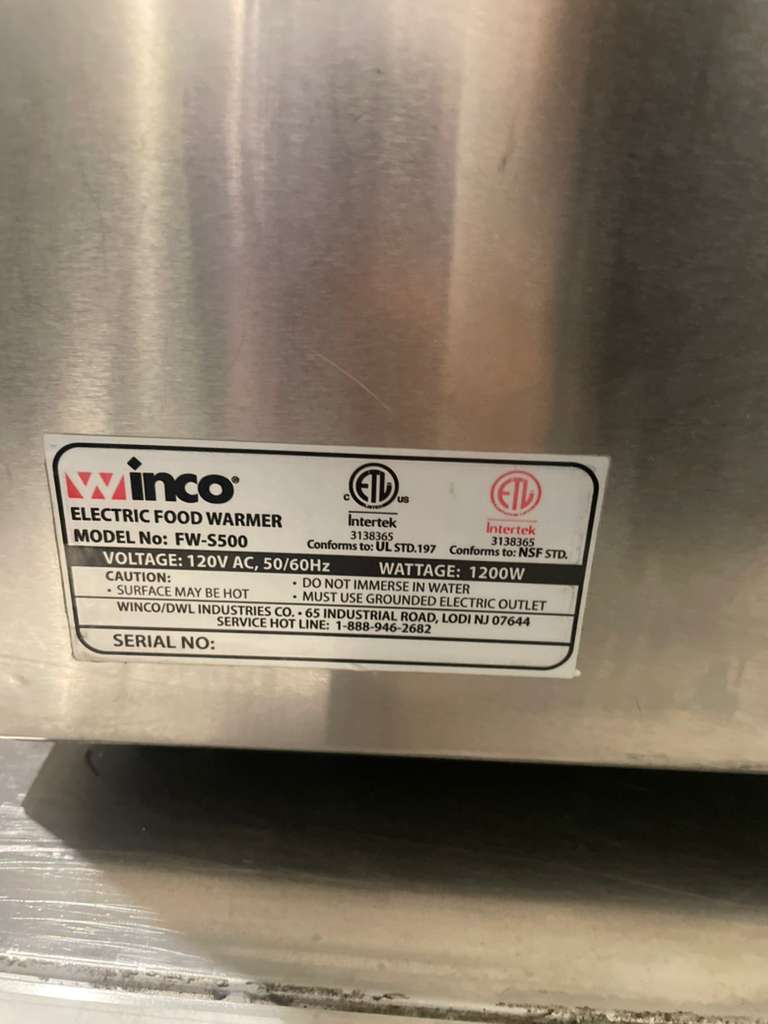 Winco®
ELECTRIC FOOD WARMER
MODEL No: FW-S500
C ETL US
Intertek
3138365
Conforms to: UL STD.197
ETL
Intertek
3138365
Conforms to: NSF STD.
VOLTAGE: 120V AC, 50/60Hz WATTAGE: 1200W
CAUTION:
• SURFACE MAY BE HOT
• DO NOT IMMERSE IN WATER
• MUST USE GROUNDED ELECTRIC OUTLET
WINCO/DWL INDUSTRIES CO. • 65 INDUSTRIAL ROAD, LODI NJ 07644
SERVICE HOT LINE: 1-888-946-2682
SERIAL NO: